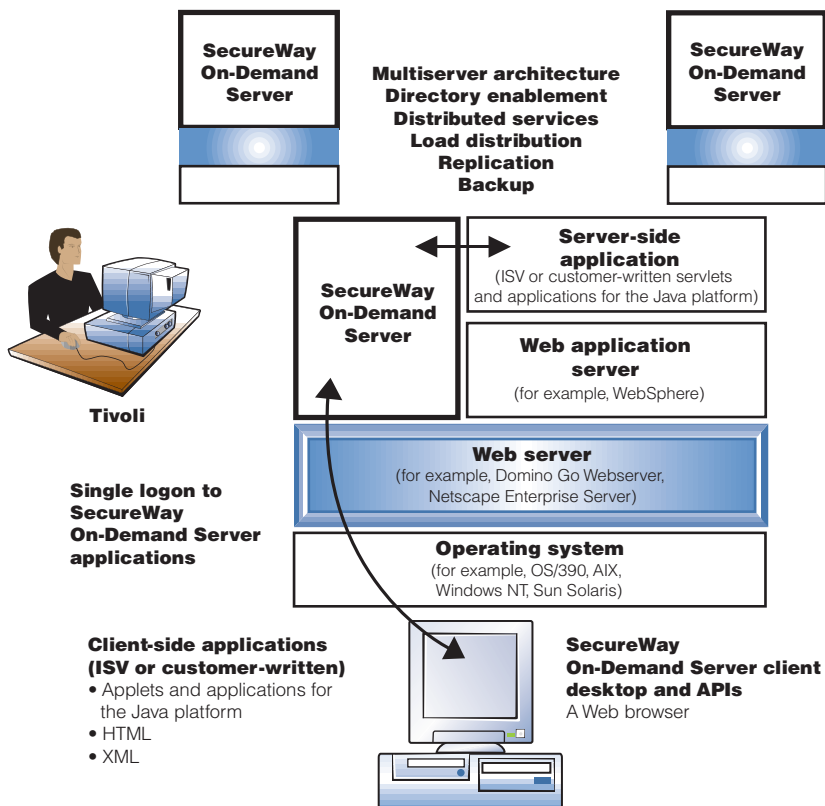 SecureWay
On-Demand
Server
Multiserver architecture
Directory enablement
Distributed services
Load distribution
Replication
Backup
SecureWay
On-Demand
Server
Tivoli
SecureWay
On-Demand
Server
Server-side
application
(ISV or customer-written servlets
and applications for the Java platform)
Web application
server
(for example, WebSphere)
Web server
(for example, Domino Go Webserver,
Netscape Enterprise Server)
Single logon to
SecureWay
On-Demand Server
applications
Operating system
(for example, OS/390, AIX,
Windows NT, Sun Solaris)
Client-side applications
(ISV or customer-written)
• Applets and applications for
the Java platform
• HTML
• XML
SecureWay
On-Demand Server client
desktop and APIs
A Web browser